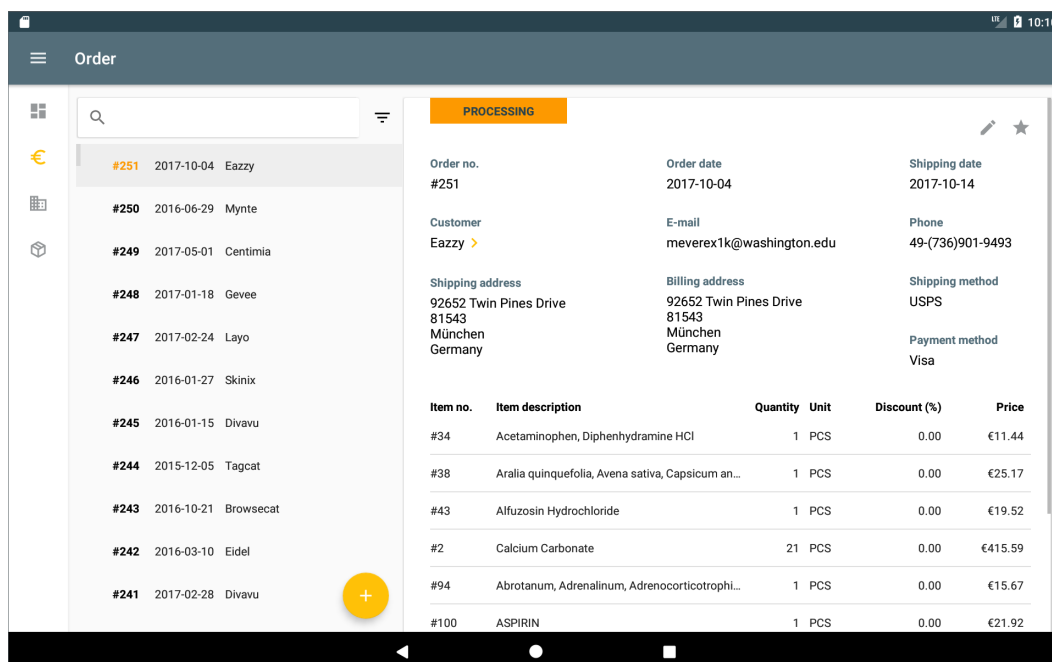 LTE
Order
#251 2017-10-04 Eazzy
#250 2016-06-29 Mynte
#249 2017-05-01 Centimia
#248 2017-01-18 Gevee
#247 2017-02-24 Layo
#246 2016-01-27 Skinix
#245 2016-01-15 Divavu
#244 2015-12-05 Tagcat
#243 2016-10-21 Browsecat
#242 2016-03-10 Eidel
#241 2017-02-28 Divavu
PROCESSING
Order no. Order date Shipping date
#251 2017-10-04 2017-10-14
Customer E-mail Phone
Eazzy meverex1k@washington.edu 49-(736)901-9493
Shipping address
92652 Twin Pines Drive
81543
München
Germany
Billing address
92652 Twin Pines Drive
81543
München
Germany
Shipping method
USPS
Payment method
Visa
Item no. Item description Quantity Unit Discount (%) Price
#34 Acetaminophen, Diphenhydramine HCl 1 PCS 0.00 €11.44
#38 Aralia quinquefolia, Avena sativa, Capsicum an... 1 PCS 0.00 €25.17
#43 Alfuzosin Hydrochloride 1 PCS 0.00 €19.52
#2 Calcium Carbonate 21 PCS 0.00 €415.59
#94 Abrotanum, Adrenalinum, Adrenocorticotrophi... 1 PCS 0.00 €15.67
#100 ASPIRIN 1 PCS 0.00 €21.92